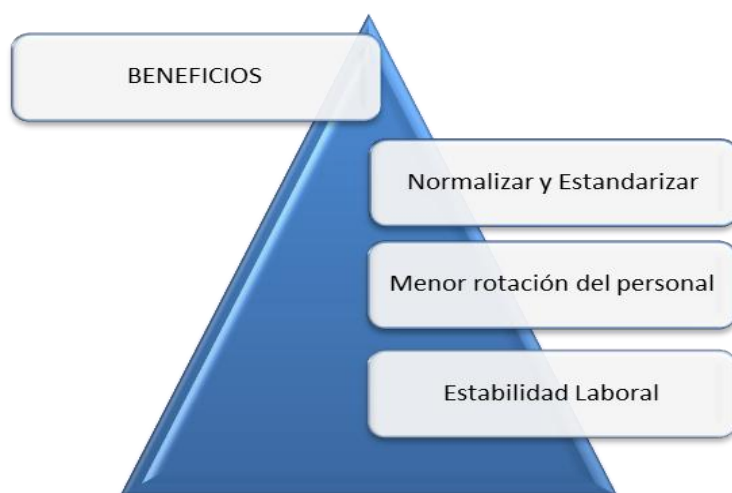 BENEFICIOS
Normalizar y Estandarizar
Menor rotación del personal
Estabilidad Laboral